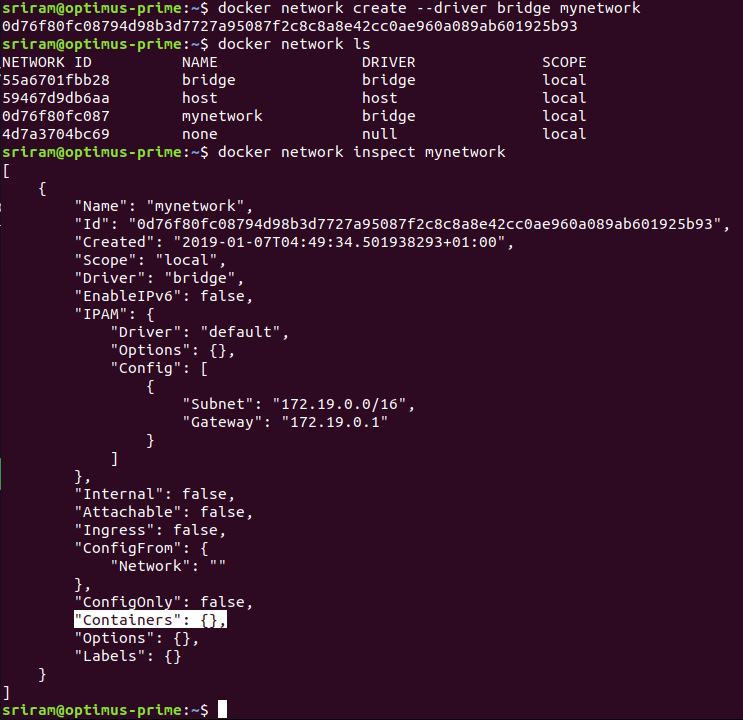 sriram@optimus-prime:~$ docker network create --driver bridge mynetwork
0d76f80fc08794d98b3d7727a95087f2c8c8a8e42cc0ae960a089ab601925b93
sriram@optimus-prime:~$ docker network ls
NETWORK ID          NAME                DRIVER              SCOPE
55a6701fbb28        bridge              bridge              local
59467d9db6aa        host                host                local
0d76f80fc087        mynetwork           bridge              local
4d7a3704bc69        none                null                local
sriram@optimus-prime:~$ docker network inspect mynetwork
[
    {
        "Name": "mynetwork",
        "Id": "0d76f80fc08794d98b3d7727a95087f2c8c8a8e42cc0ae960a089ab601925b93",
        "Created": "2019-01-07T04:49:34.501938293+01:00",
        "Scope": "local",
        "Driver": "bridge",
        "EnableIPv6": false,
        "IPAM": {
            "Driver": "default",
            "Options": {},
            "Config": [
                {
                    "Subnet": "172.19.0.0/16",
                    "Gateway": "172.19.0.1"
                }
            ]
        },
        "Internal": false,
        "Attachable": false,
        "Ingress": false,
        "ConfigFrom": {
            "Network": ""
        },
        "ConfigOnly": false,
        "Containers": {},
        "Options": {},
        "Labels": {}
    }
]
sriram@optimus-prime:~$